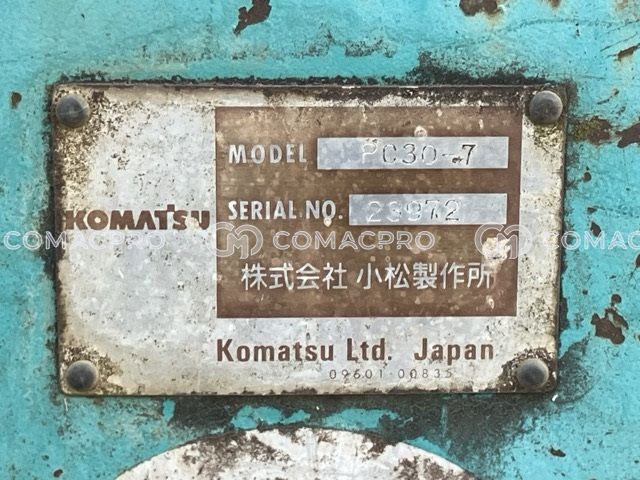 MODEL PC30-7
KOMATSU
SERIAL NO. 23972
COMACPRO COMACPRO COMACPRO
株式会社 小松製作所
Komatsu Ltd. Japan
09601-00835